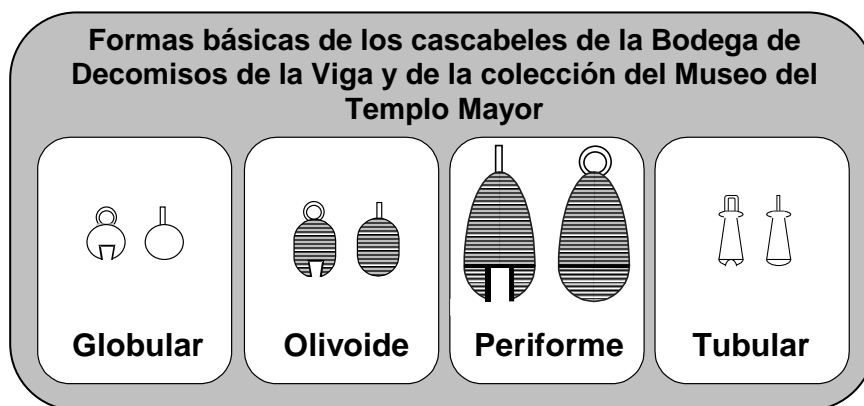 Formas básicas de los cascabeles de la Bodega de
Decomisos de la Viga y de la colección del Museo del
Templo Mayor
Globular
Olivoide
Periforme
Tubular